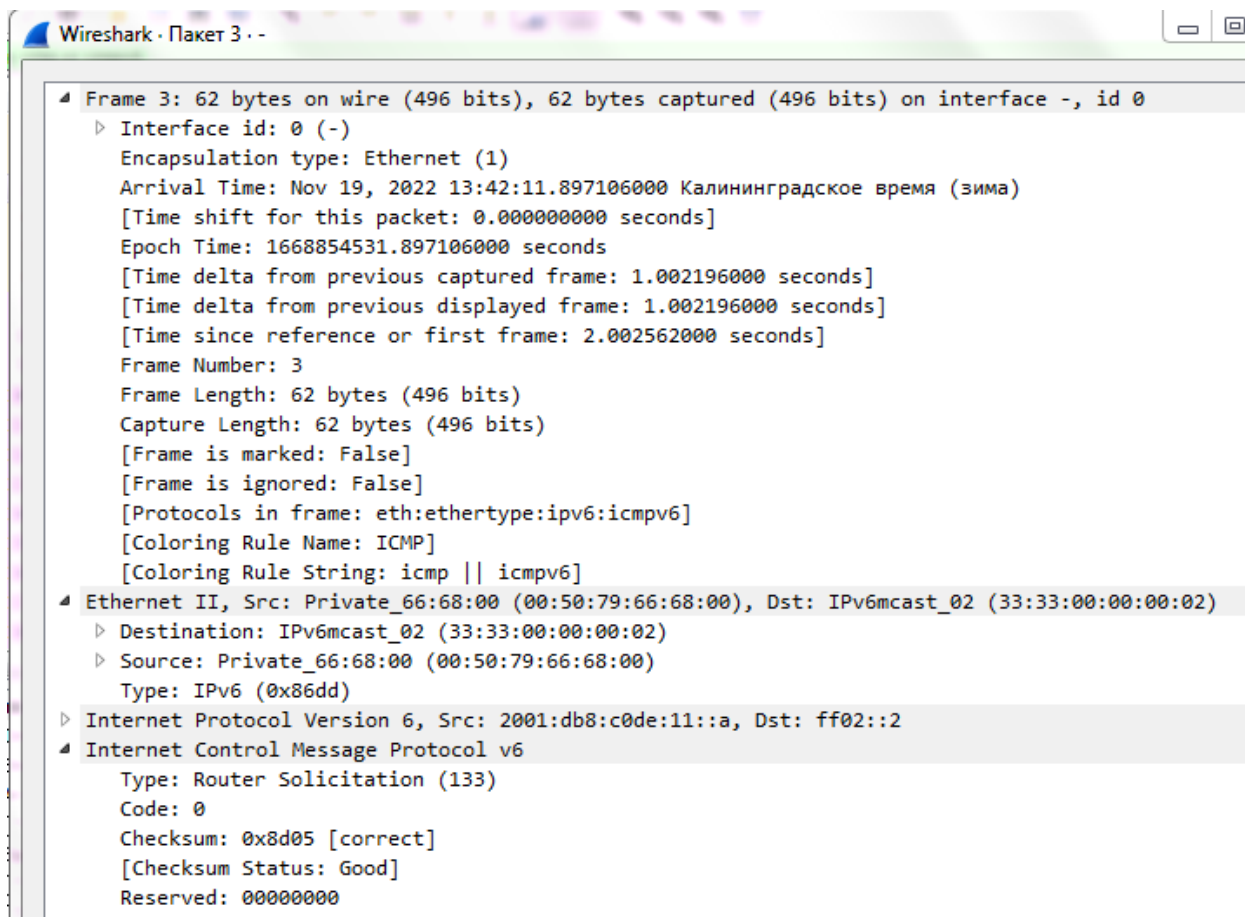 Wireshark · Пакет 3 · -
Frame 3: 62 bytes on wire (496 bits), 62 bytes captured (496 bits) on interface -, id 0
Interface id: 0 (-)
Encapsulation type: Ethernet (1)
Arrival Time: Nov 19, 2022 13:42:11.897106000 Калининградское время (зима)
[Time shift for this packet: 0.000000000 seconds]
Epoch Time: 1668854531.897106000 seconds
[Time delta from previous captured frame: 1.002196000 seconds]
[Time delta from previous displayed frame: 1.002196000 seconds]
[Time since reference or first frame: 2.002562000 seconds]
Frame Number: 3
Frame Length: 62 bytes (496 bits)
Capture Length: 62 bytes (496 bits)
[Frame is marked: False]
[Frame is ignored: False]
[Protocols in frame: eth:ethertype:ipv6:icmpv6]
[Coloring Rule Name: ICMP]
[Coloring Rule String: icmp || icmpv6]
Ethernet II, Src: Private_66:68:00 (00:50:79:66:68:00), Dst: IPv6mcast_02 (33:33:00:00:00:02)
Destination: IPv6mcast_02 (33:33:00:00:00:02)
Source: Private_66:68:00 (00:50:79:66:68:00)
Type: IPv6 (0x86dd)
Internet Protocol Version 6, Src: 2001:db8:c0de:11::a, Dst: ff02::2
Internet Control Message Protocol v6
Type: Router Solicitation (133)
Code: 0
Checksum: 0x8d05 [correct]
[Checksum Status: Good]
Reserved: 00000000